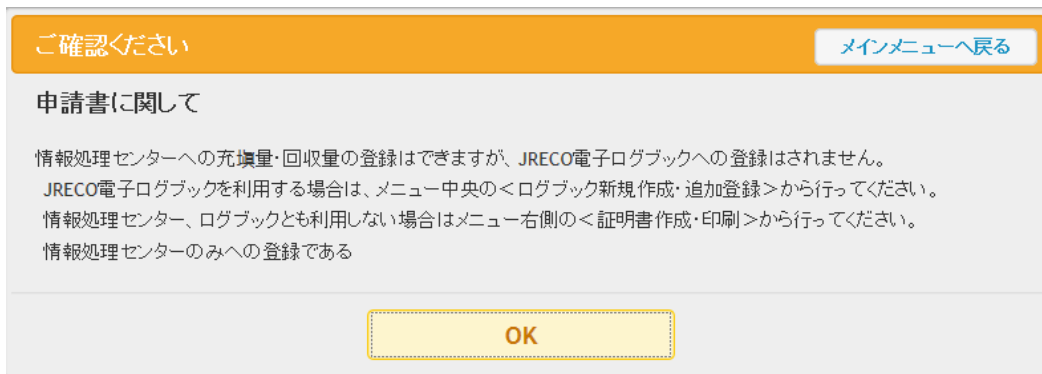 ご確認ください
メインメニューへ戻る
申請書に関して
情報処理センターへの充塡量・回収量の登録はできますが、JRECO電子ログブックへの登録はされません。
JRECO電子ログブックを利用する場合は、メニュー中央の<ログブック新規作成・追加登録>から行ってください。
情報処理センター、ログブックとも利用しない場合はメニュー右側の<証明書作成・印刷>から行ってください。
情報処理センターのみへの登録である
OK